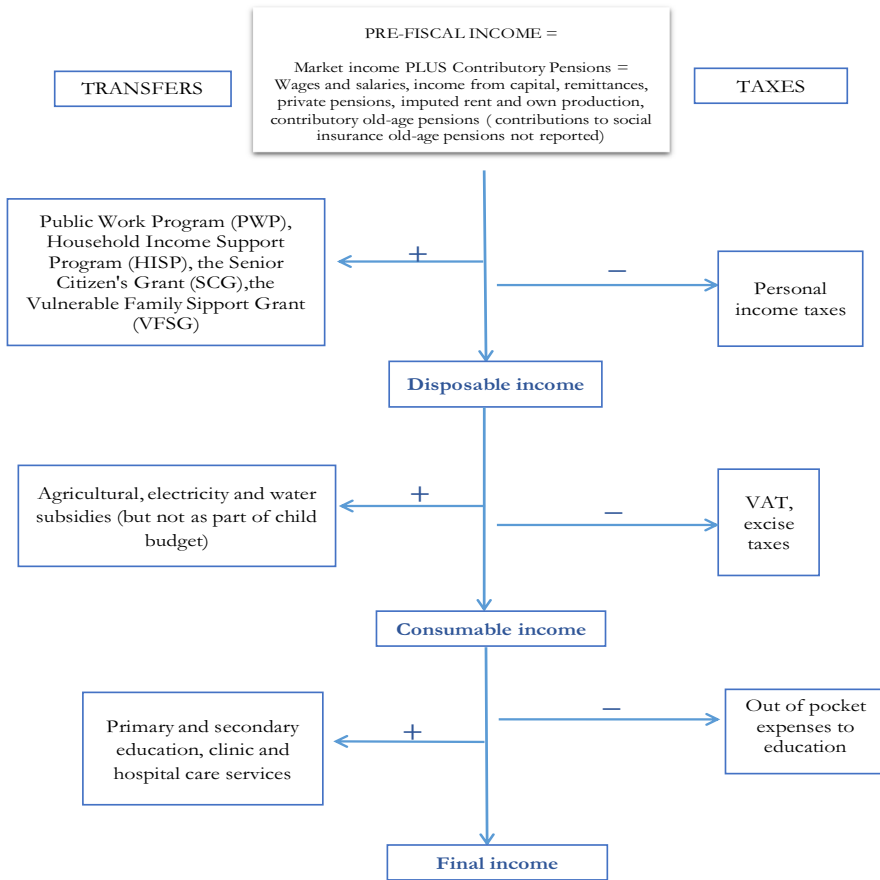 PRE-FISCAL INCOME =
Market income PLUS Contributory Pensions =
Wages and salaries, income from capital, remittances,
private pensions, imputed rent and own production,
contributory old-age pensions ( contributions to social
insurance old-age pensions not reported)
TRANSFERS
TAXES
Public Work Program (PWP),
Household Income Support
Program (HISP), the Senior
Citizen's Grant (SCG),the
Vulnerable Family Sipport Grant
(VFSG)
+
−
Personal
income taxes
Disposable income
Agricultural, electricity and water
subsidies (but not as part of child
budget)
+
−
VAT,
excise
taxes
Consumable income
Primary and secondary
education, clinic and
hospital care services
+
−
Out of pocket
expenses to
education
Final income